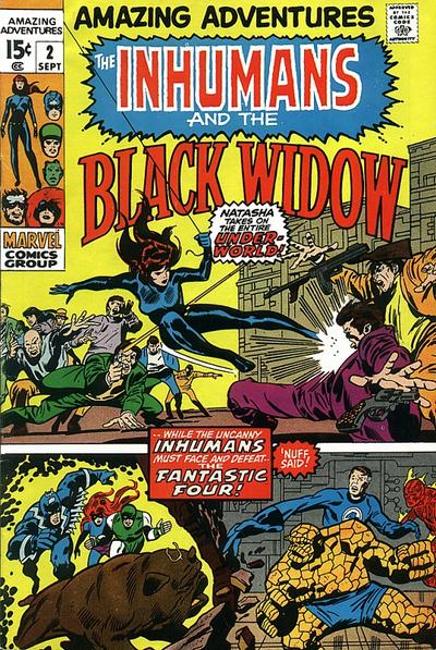 AMAZING ADVENTURES
AMAZING
ADVENTURES
15¢
2
SEPT
CC
MARVEL
COMICS
GROUP
APPROVED
BY THE
COMICS
CODE
AUTHORITY
THE
INHUMANS
AND THE
BLACK WIDOW
NATASHA
TAKES ON
THE ENTIRE
UNDER-
WORLD!
...WHILE THE UNCANNY
INHUMANS
MUST FACE AND DEFEAT--
THE
FANTASTIC
FOUR!
'NUFF
SAID!